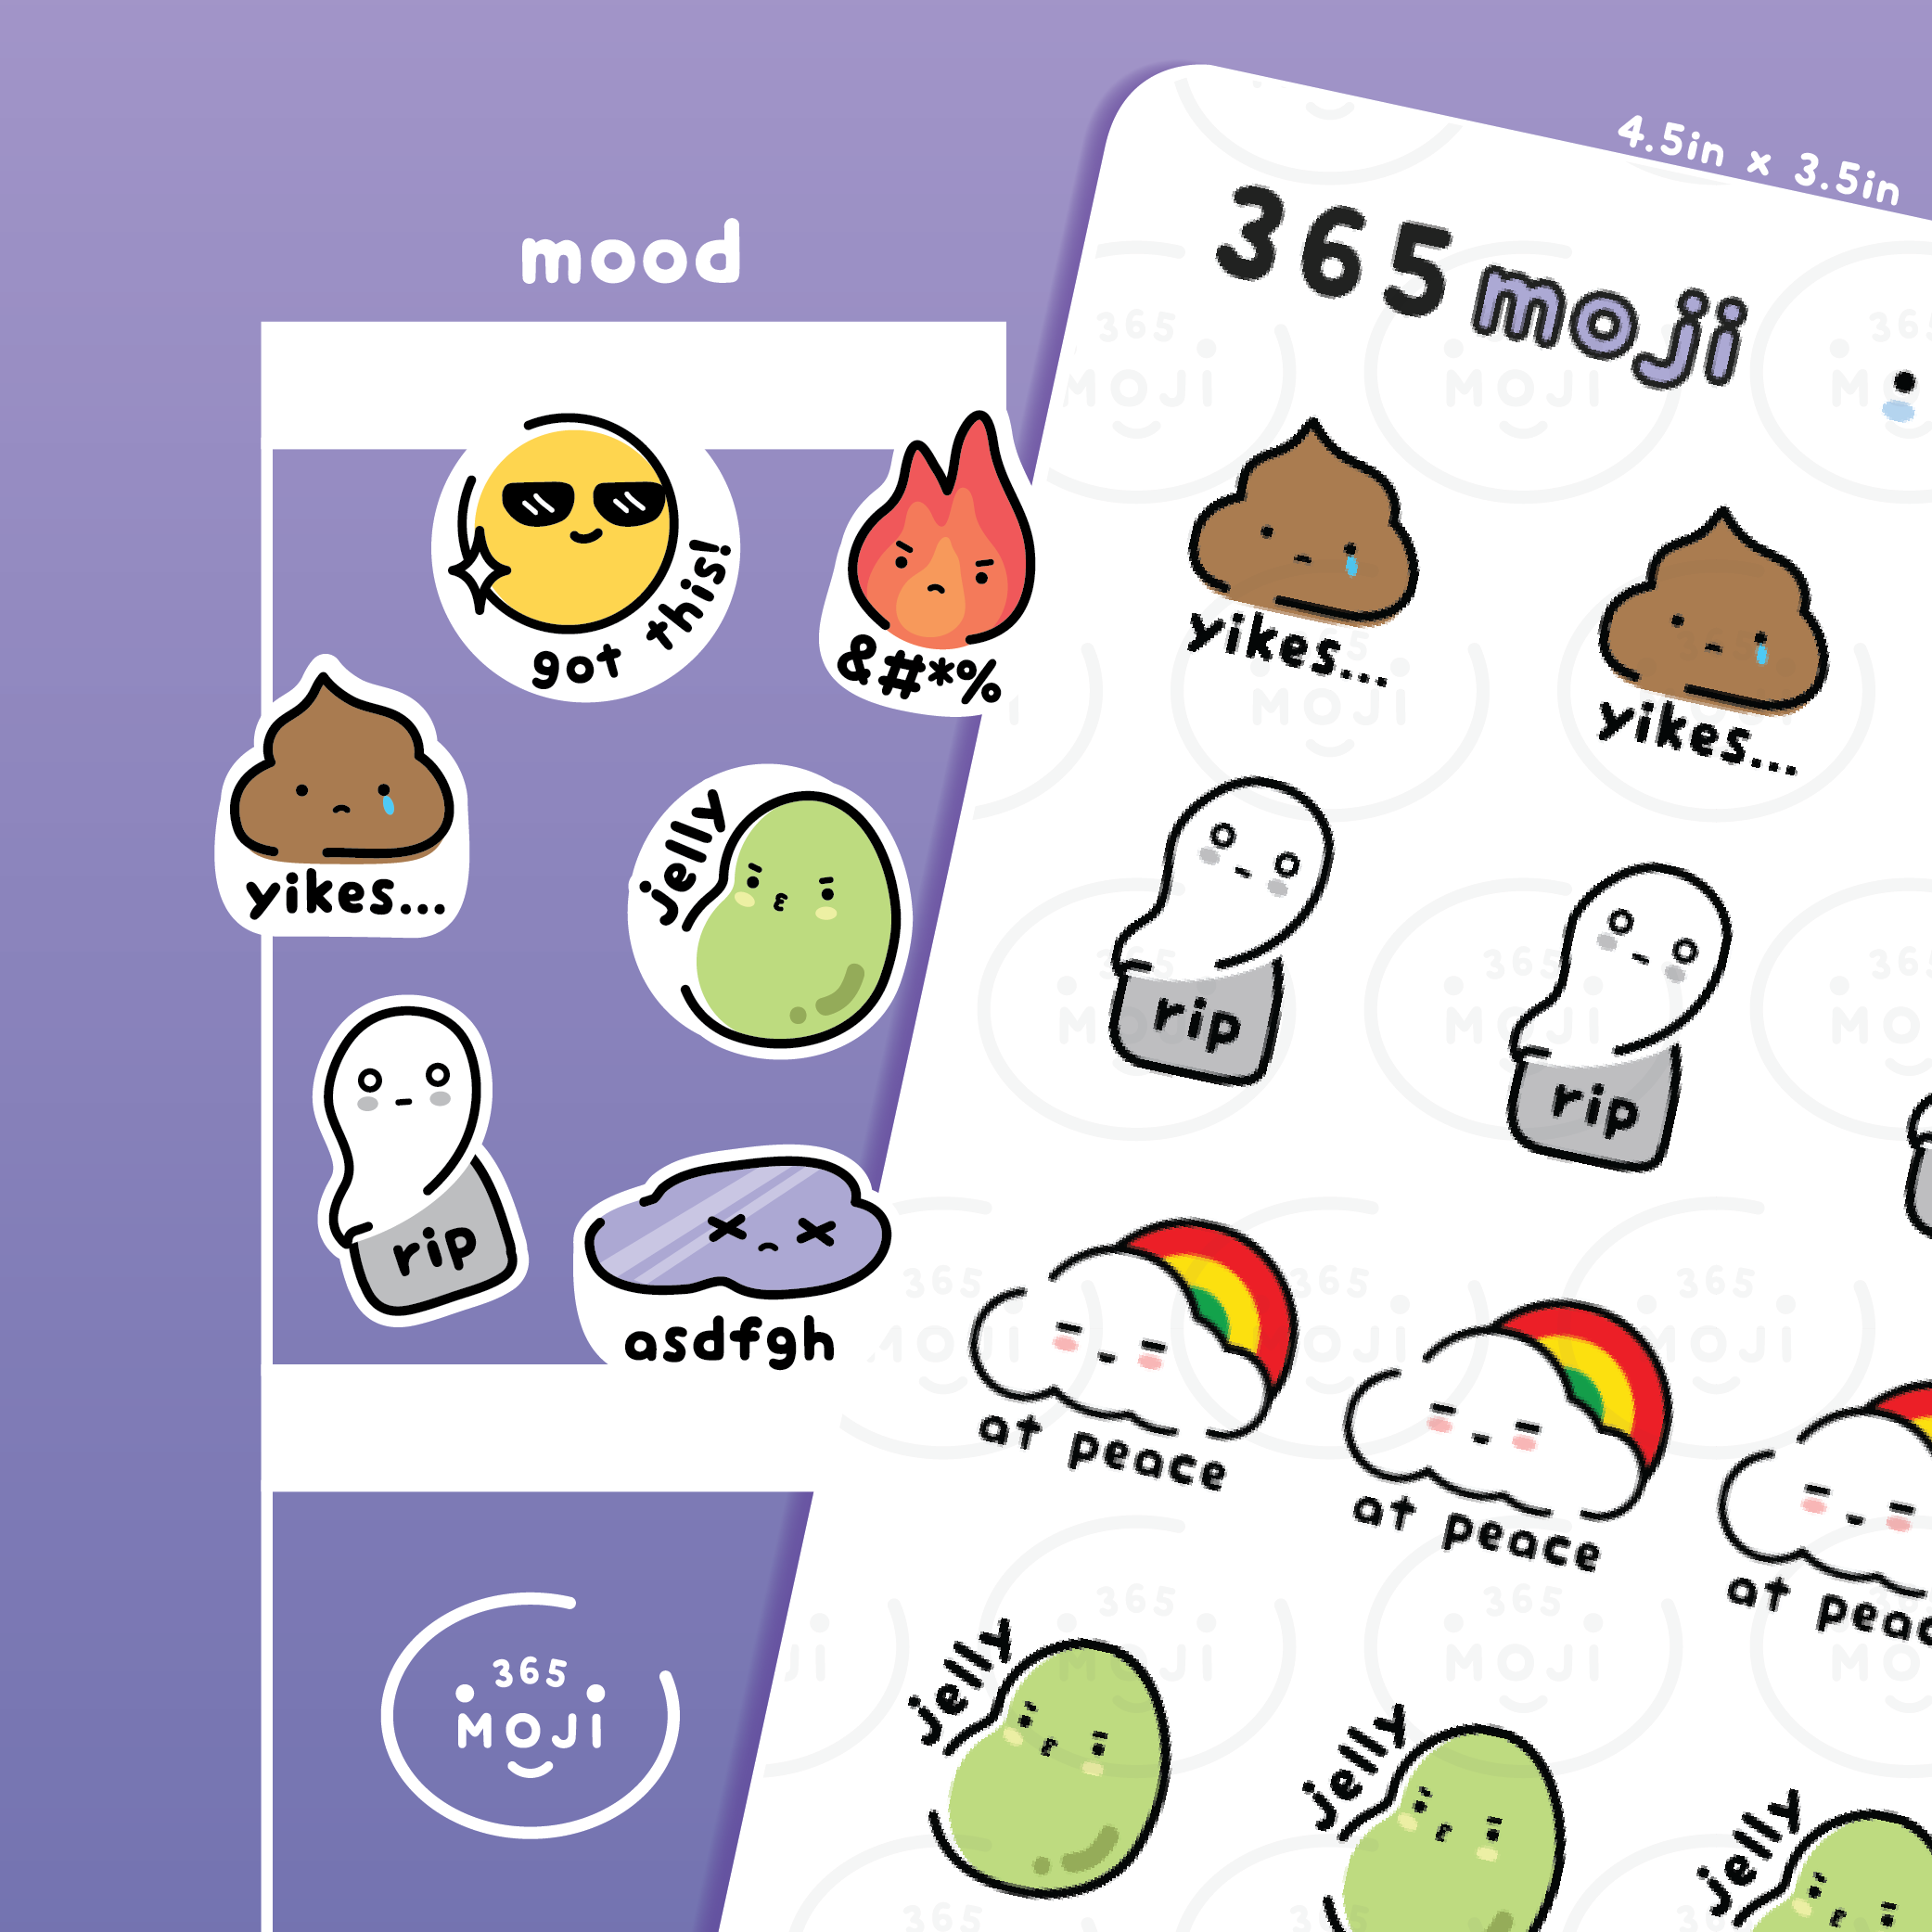 mood
got this!
&#*%
yikes...
jelly
rip
asdfgh
365
MOJI
4.5in x 3.5in
365 moji
yikes...
yikes...
rip
rip
at peace
at peace
at peac
jelly
jelly
jelly